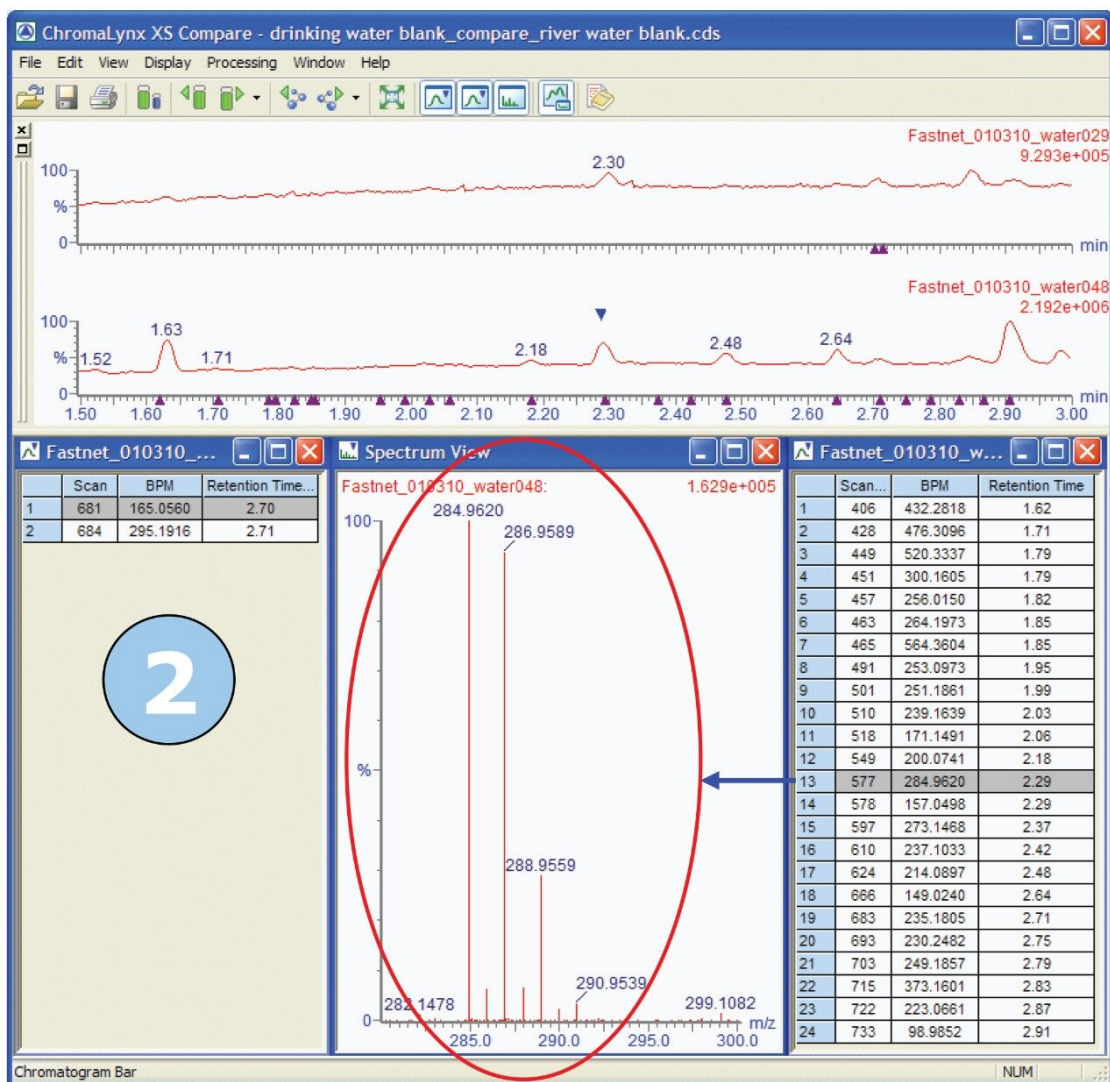 ChromaLynx XS Compare - drinking water blank_compare_river water blank.cds
File Edit View Display Processing Window Help
Fastnet_010310_water029
9.293e+005
100
%
0
2.30
min
Fastnet_010310_water048
2.192e+006
100
%
0
1.52 1.63 1.71 2.18 2.48 2.64
min
1.50 1.60 1.70 1.80 1.90 2.00 2.10 2.20 2.30 2.40 2.50 2.60 2.70 2.80 2.90 3.00
Fastnet_010310_...
Scan BPM Retention Time...
1 681 165.0560 2.70
2 684 295.1916 2.71
2
Spectrum View
Fastnet_010310_water048: 1.629e+005
100
%
0
284.9620
286.9589
288.9559
290.9539
282.1478
299.1082
m/z
285.0 290.0 295.0 300.0
Fastnet_010310_w...
Scan... BPM Retention Time
1 406 432.2818 1.62
2 428 476.3096 1.71
3 449 520.3337 1.79
4 451 300.1605 1.79
5 457 256.0150 1.82
6 463 264.1973 1.85
7 465 564.3604 1.85
8 491 253.0973 1.95
9 501 251.1861 1.99
10 510 239.1639 2.03
11 518 171.1491 2.06
12 549 200.0741 2.18
13 577 284.9620 2.29
14 578 157.0498 2.29
15 597 273.1468 2.37
16 610 237.1033 2.42
17 624 214.0897 2.48
18 666 149.0240 2.64
19 683 235.1805 2.71
20 693 230.2482 2.75
21 703 249.1857 2.79
22 715 373.1601 2.83
23 722 223.0661 2.87
24 733 98.9852 2.91
Chromatogram Bar
NUM